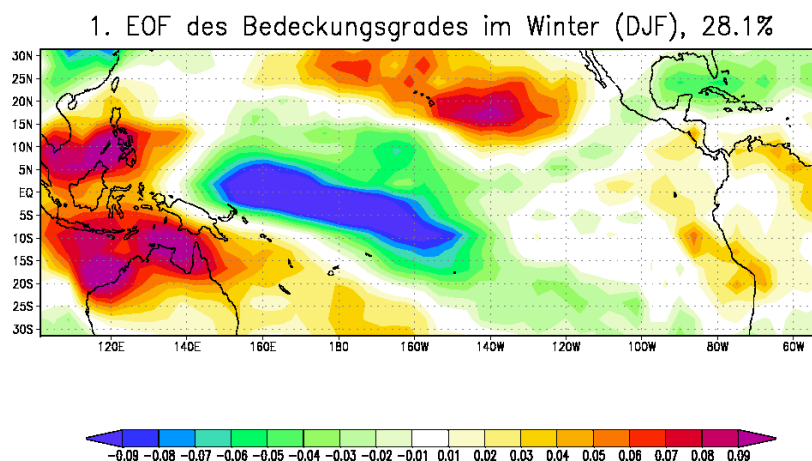 1. EOF des Bedeckungsgrades im Winter (DJF), 28.1%
30N
25N
20N
15N
10N
5N
EQ
5S
10S
15S
20S
25S
30S
120E 140E 160E 180 160W 140W 120W 100W 80W 60W
-0.09 -0.08 -0.07 -0.06 -0.05 -0.04 -0.03 -0.02 -0.01 0.01 0.02 0.03 0.04 0.05 0.06 0.07 0.08 0.09